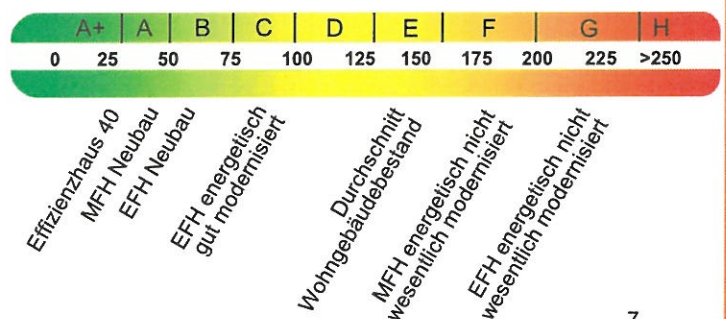 A+ A B C D E F G H
0 25 50 75 100 125 150 175 200 225 >250
Effizienzhaus 40
MFH Neubau
EFH Neubau
EFH energetisch
gut modernisiert
Durchschnitt
Wohngebäudebestand
MFH energetisch nicht
wesentlich modernisiert
EFH energetisch nicht
wesentlich modernisiert
7